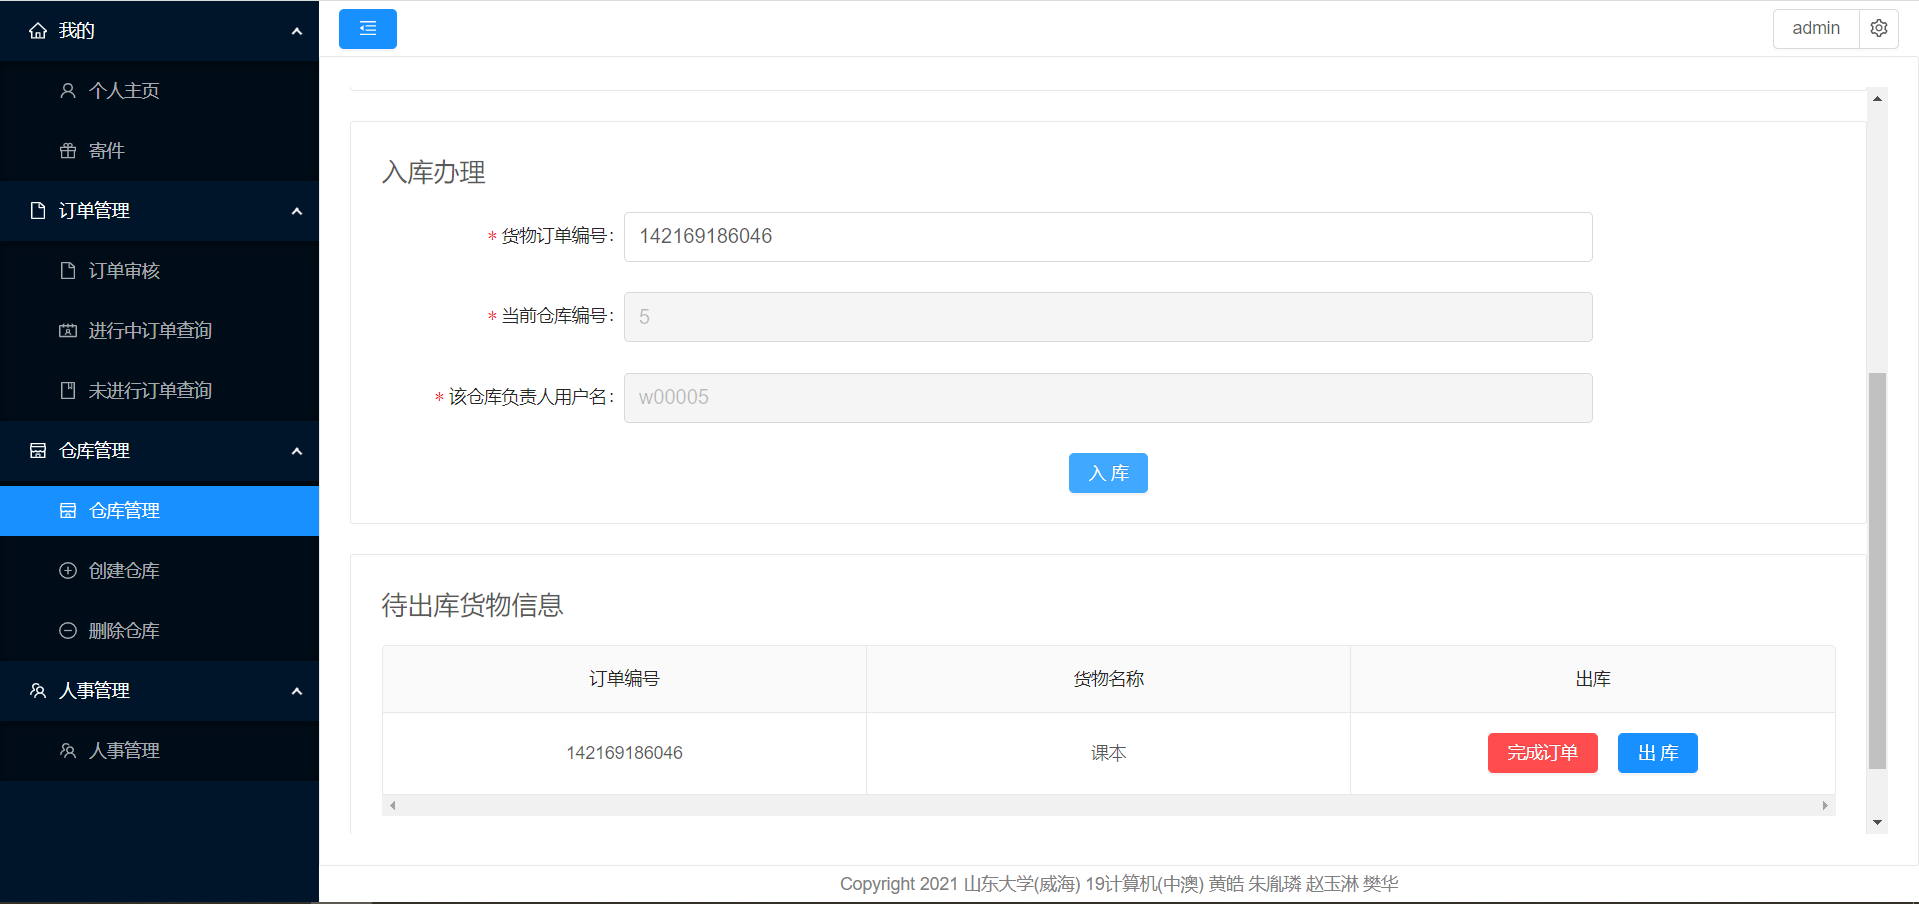 我的
个人主页
寄件
订单管理
订单审核
进行中订单查询
未进行订单查询
仓库管理
仓库管理
创建仓库
删除仓库
人事管理
人事管理
admin
入库办理
* 货物订单编号: 142169186046
* 当前仓库编号: 5
* 该仓库负责人用户名: w00005
入 库
待出库货物信息
订单编号 货物名称 出库
142169186046 课本 完成订单 出 库
Copyright 2021 山东大学(威海) 19计算机(中澳) 黄皓 朱胤璘 赵玉淋 樊华